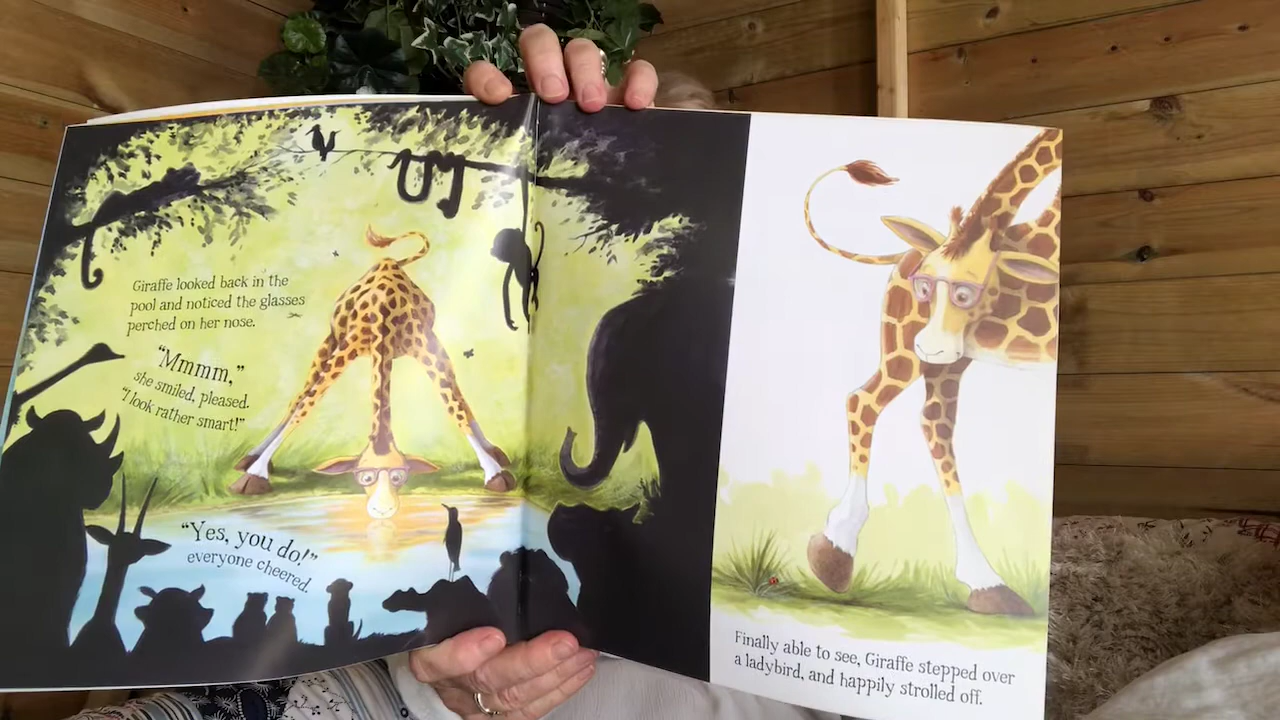 Giraffe looked back in the
pool and noticed the glasses
perched on her nose.
“Mmmm,”
she smiled, pleased.
“I look rather smart!”
“Yes, you do!”
everyone cheered.
Finally able to see, Giraffe stepped over
a ladybird, and happily strolled off.